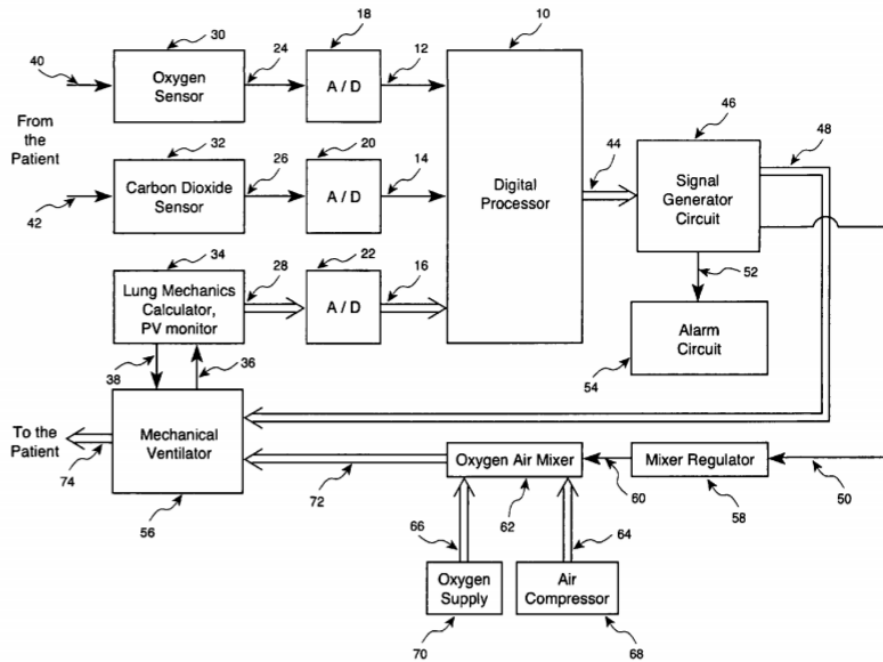 30
24
18
12
10
40
Oxygen
Sensor
A / D
From
the
Patient
32
26
20
14
46
48
44
Carbon Dioxide
Sensor
A / D
Digital
Processor
Signal
Generator
Circuit
42
34
28
22
16
52
Lung Mechanics
Calculator,
PV monitor
A / D
Alarm
Circuit
54
38
36
To the
Patient
74
Mechanical
Ventilator
56
72
Oxygen Air Mixer
62
60
Mixer Regulator
58
50
66
64
Oxygen
Supply
70
Air
Compressor
68